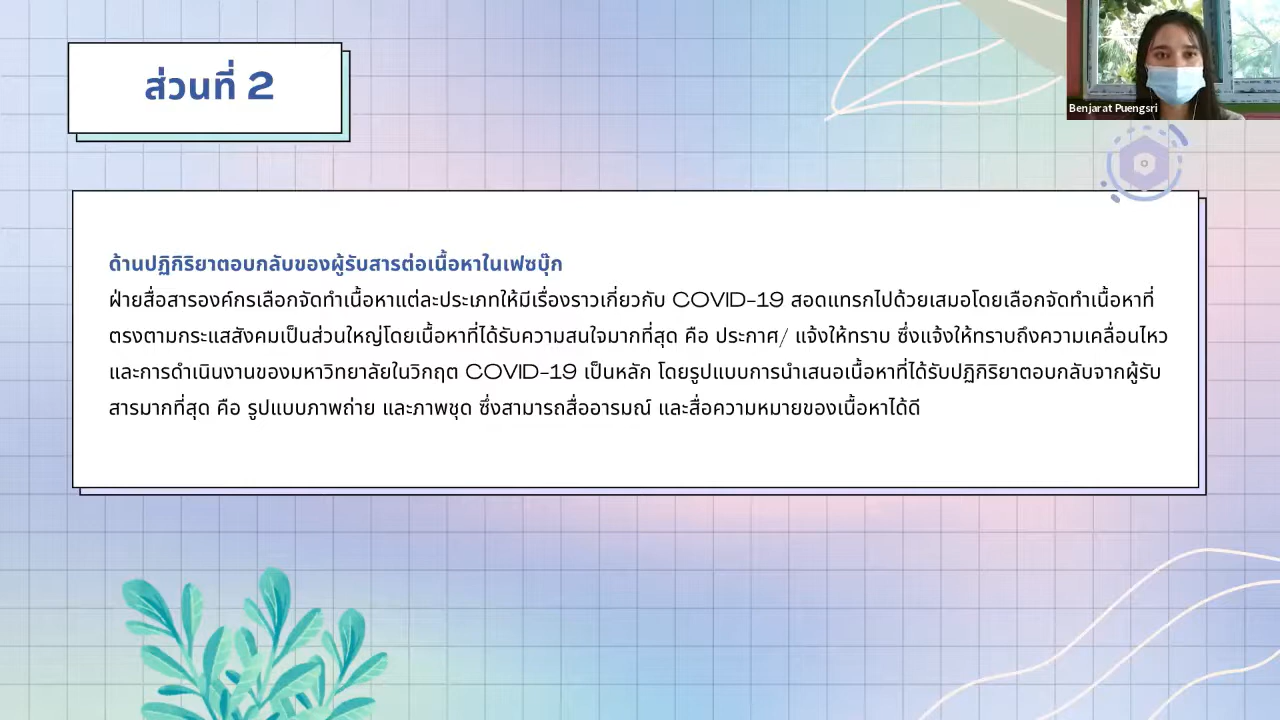 ส่วนที่ 2
Benjarat Puengsri
ด้านปฏิกิริยาตอบกลับของผู้รับสารต่อเนื้อหาในเฟซบุ๊ก
ฝ่ายสื่อสารองค์กรเลือกจัดทำเนื้อหาแต่ละประเภทให้มีเรื่องราวเกี่ยวกับ COVID-19 สอดแทรกไปด้วยเสมอโดยเลือกจัดทำเนื้อหาที่
ตรงตามกระแสสังคมเป็นส่วนใหญ่โดยเนื้อหาที่ได้รับความสนใจมากที่สุด คือ ประกาศ/ แจ้งให้ทราบ ซึ่งแจ้งให้ทราบถึงความเคลื่อนไหว
และการดำเนินงานของมหาวิทยาลัยในวิกฤต COVID-19 เป็นหลัก โดยรูปแบบการนำเสนอเนื้อหาที่ได้รับปฏิกิริยาตอบกลับจากผู้รับ
สารมากที่สุด คือ รูปแบบภาพถ่าย และภาพชุด ซึ่งสามารถสื่ออารมณ์ และสื่อความหมายของเนื้อหาได้ดี